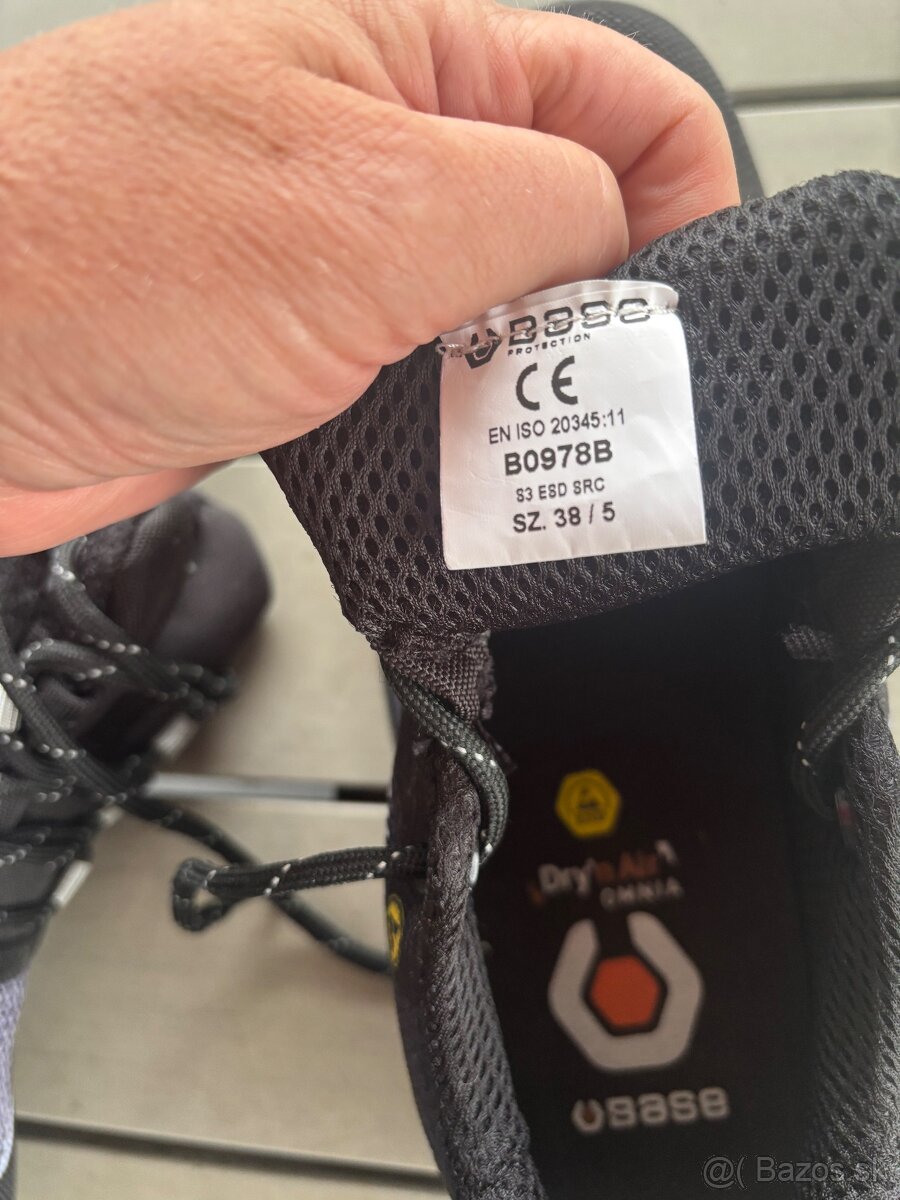 BASE
PROTECTION
CE
EN ISO 20345:11
B0978B
S3 ESD SRC
SZ. 38 / 5
Dry'n Air
OMNIA
BASE
@( Bazos.sk